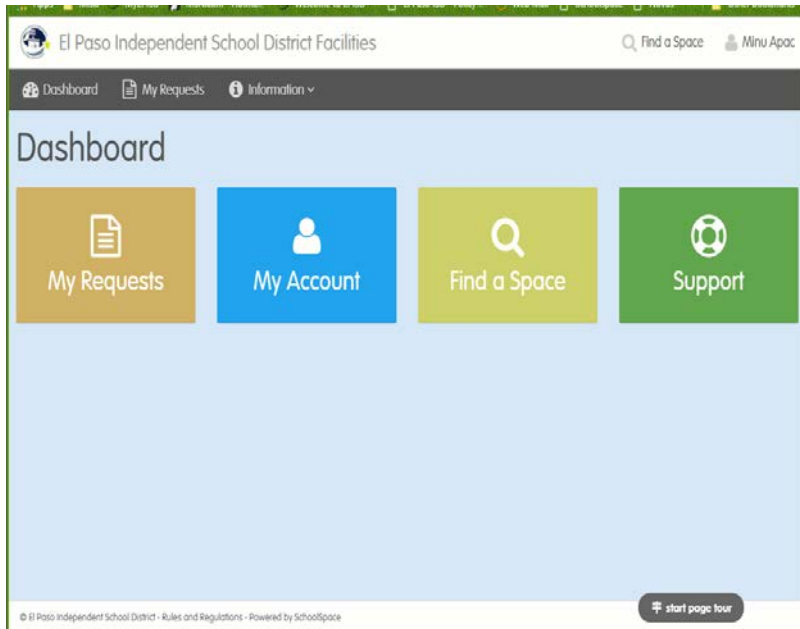 El Paso Independent School District Facilities
Find a Space
Minu Apac
Dashboard
My Requests
Information
Dashboard
My Requests
My Account
Find a Space
Support
start page tour
© El Paso Independent School District - Rules and Regulations - Powered by SchoolSpace